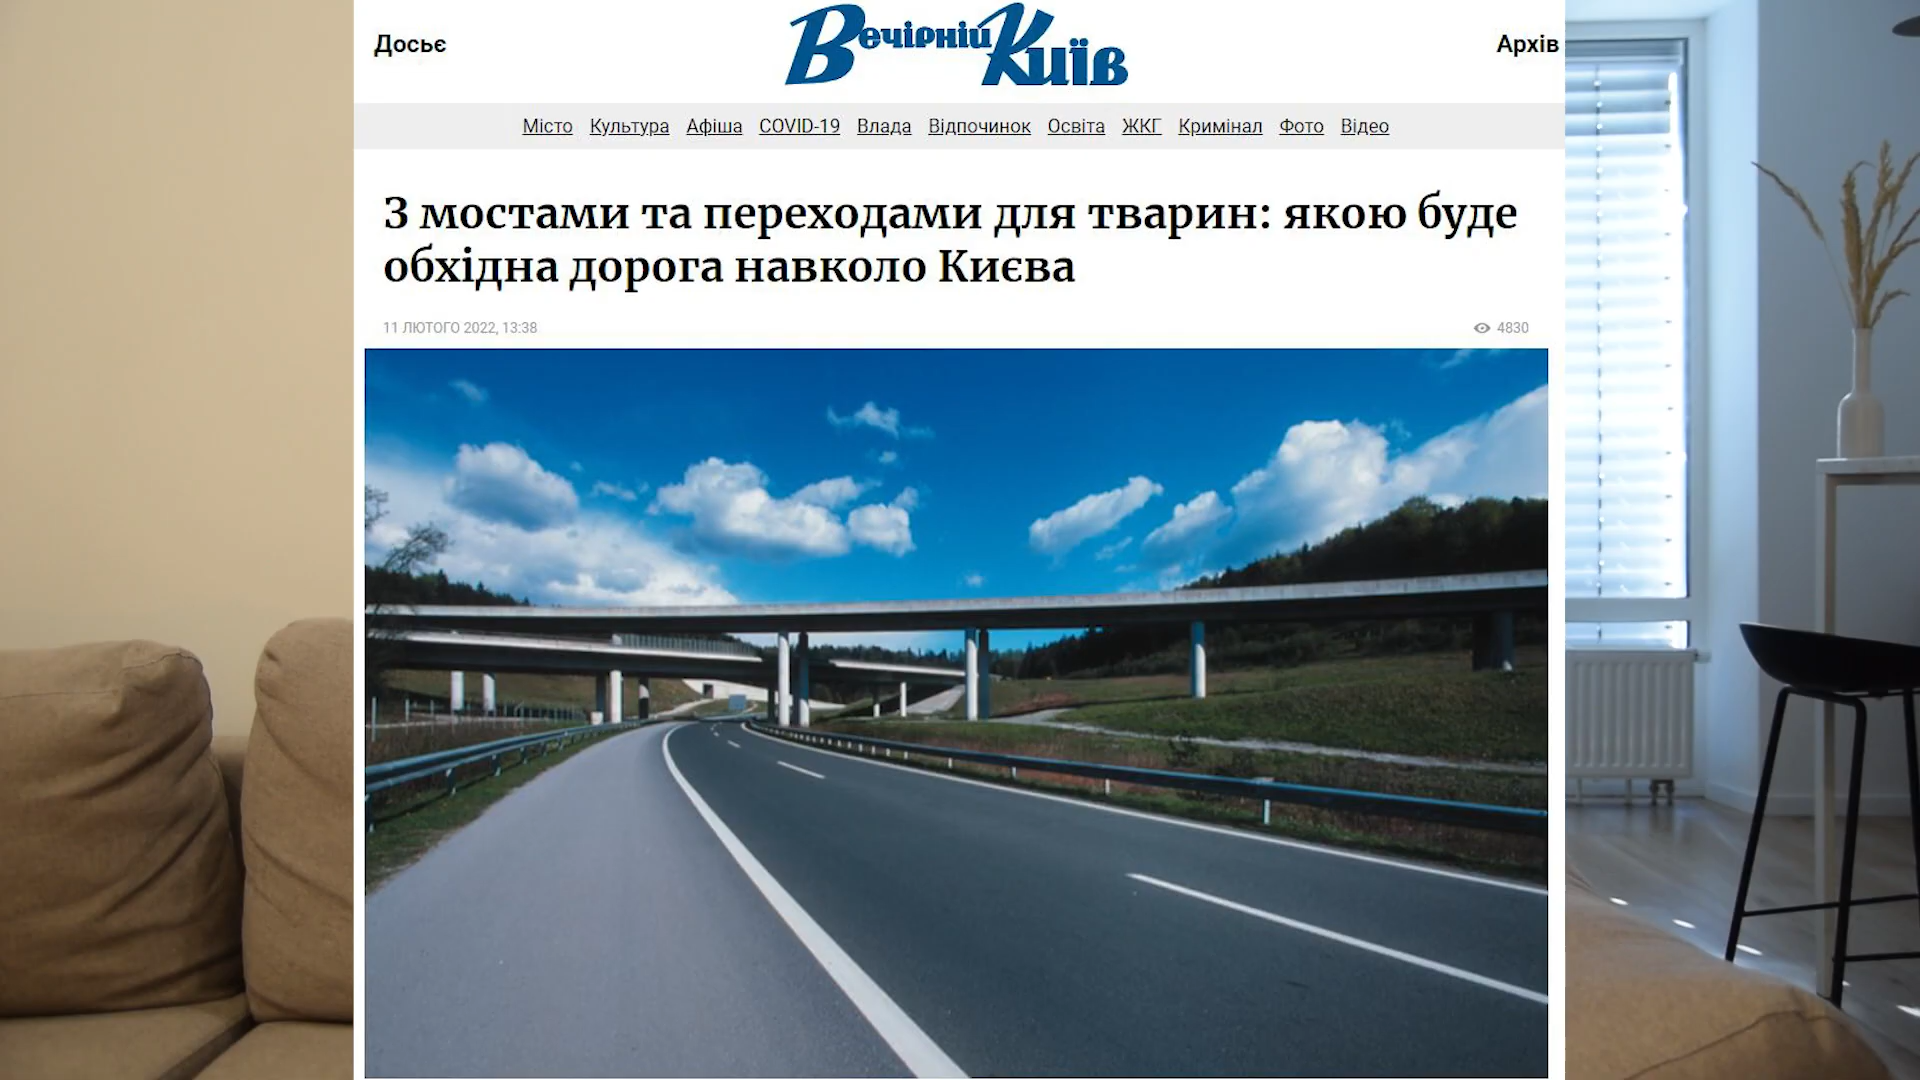 Досьє
Вечірній Київ
Архів
Місто Культура Афіша COVID-19 Влада Відпочинок Освіта ЖКГ Кримінал Фото Відео
З мостами та переходами для тварин: якою буде
обхідна дорога навколо Києва
11 ЛЮТОГО 2022, 13:38
4830